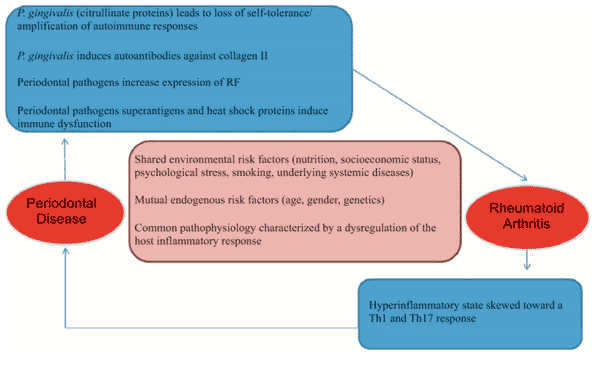 P. gingivalis (citrullinate proteins) leads to loss of self-tolerance/
amplification of autoimmune responses
P. gingivalis induces autoantibodies against collagen II
Periodontal pathogens increase expression of RF
Periodontal pathogens superantigens and heat shock proteins induce
immune dysfunction
Shared environmental risk factors (nutrition, socioeconomic status,
psychological stress, smoking, underlying systemic diseases)
Mutual endogenous risk factors (age, gender, genetics)
Common pathophysiology characterized by a dysregulation of the
host inflammatory response
Periodontal
Disease
Rheumatoid
Arthritis
Hyperinflammatory state skewed toward a
Th1 and Th17 response